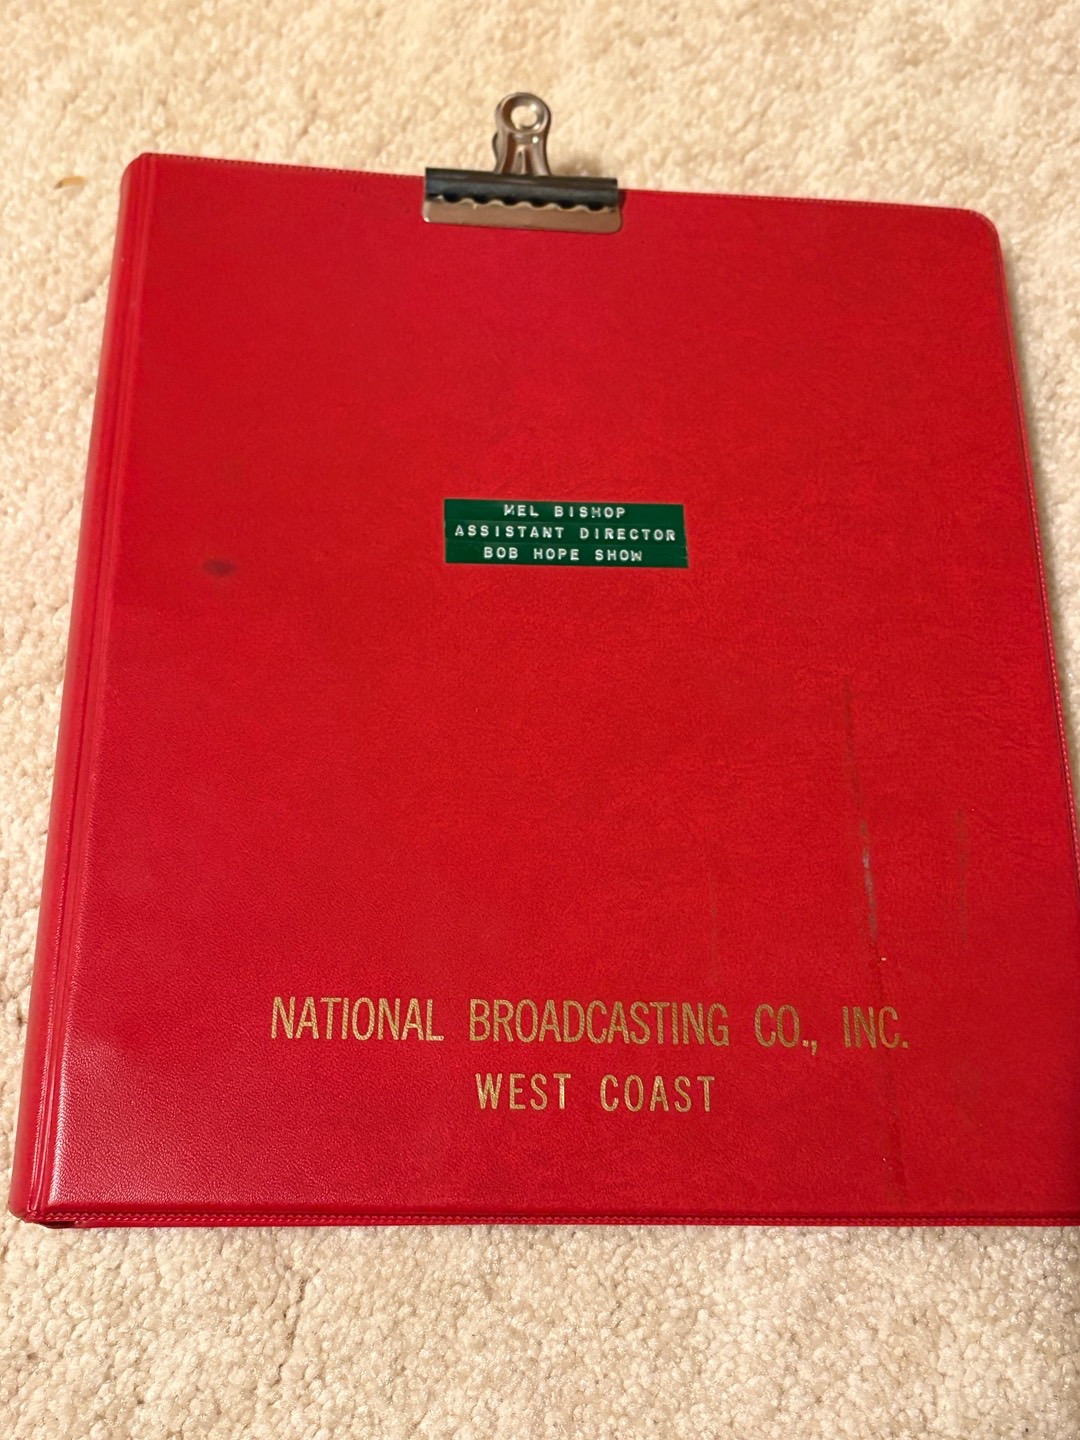 MEL BISHOP
ASSISTANT DIRECTOR
BOB HOPE SHOW
NATIONAL BROADCASTING CO., INC.
WEST COAST